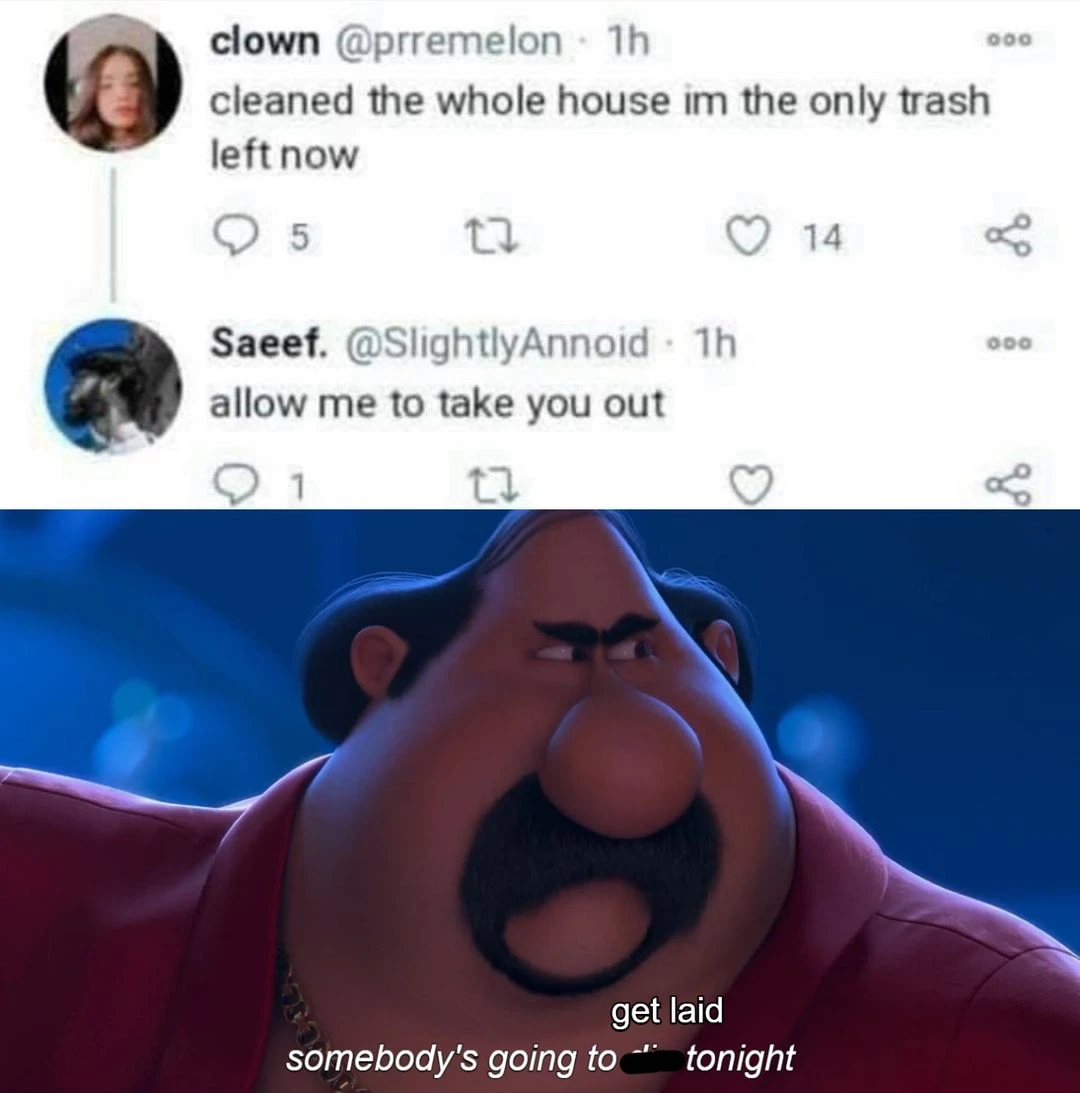 clown @prremelon · 1h
cleaned the whole house im the only trash
left now
5 14
Saeef. @SlightlyAnnoid · 1h
allow me to take you out
1
get laid
somebody's going to tonight